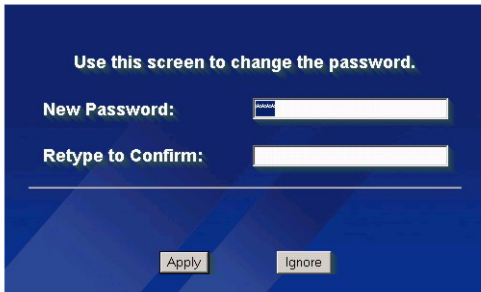 Use this screen to change the password.
New Password: ****
Retype to Confirm:
Apply Ignore